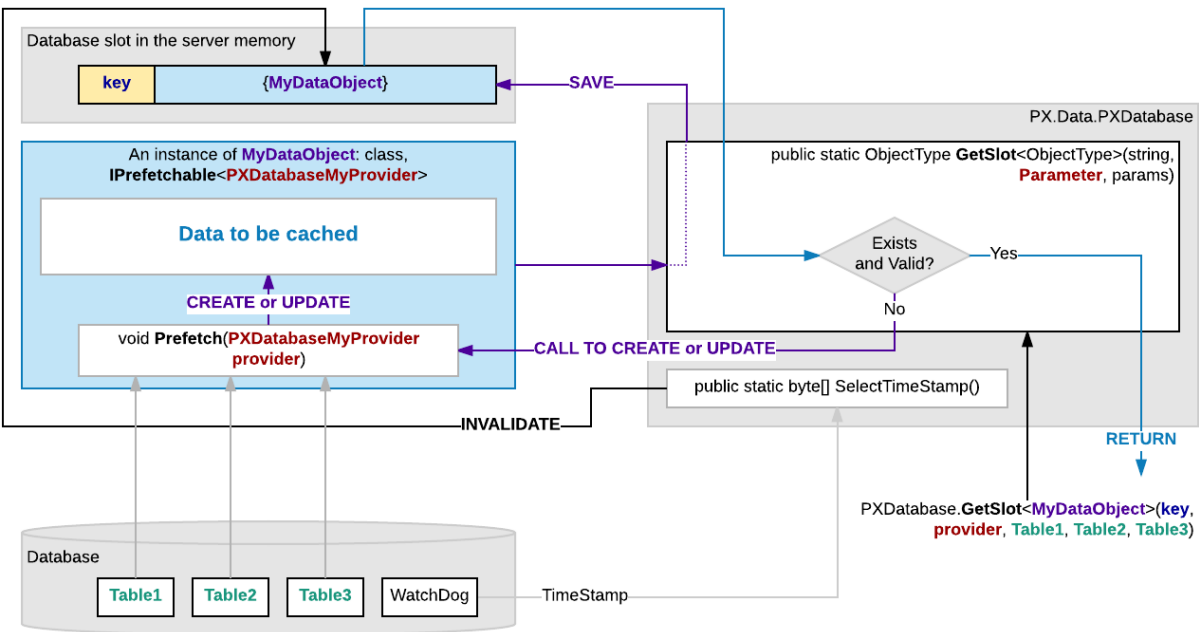 Database slot in the server memory
key
{MyDataObject}
SAVE
PX.Data.PXDatabase
An instance of MyDataObject: class,
IPrefetchable<PXDatabaseMyProvider>
public static ObjectType GetSlot<ObjectType>(string,
Parameter, params)
Data to be cached
Exists
and Valid?
Yes
No
CREATE or UPDATE
void Prefetch(PXDatabaseMyProvider
provider)
CALL TO CREATE or UPDATE
public static byte[] SelectTimeStamp()
INVALIDATE
RETURN
PXDatabase.GetSlot<MyDataObject>(key,
provider, Table1, Table2, Table3)
Database
Table1
Table2
Table3
WatchDog
TimeStamp